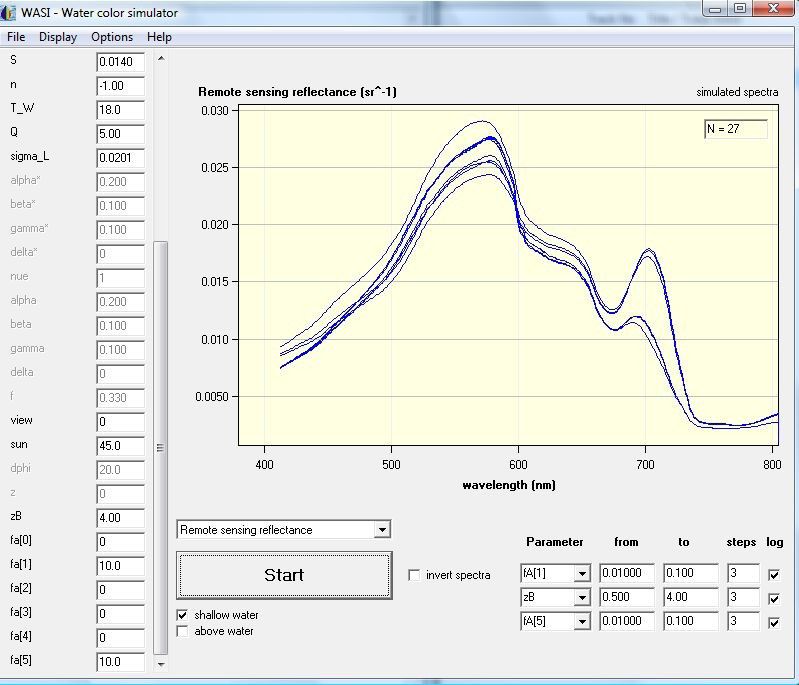 WASI - Water color simulator
File Display Options Help
S 0.0140
n -1.00
T_W 18.0
Q 5.00
sigma_L 0.0201
alpha* 0.200
beta* 0.100
gamma* 0.100
delta* 0
nue 1
alpha 0.200
beta 0.100
gamma 0.100
delta 0
f 0.330
view 0
sun 45.0
dphi 20.0
z 0
zB 4.00
fa[0] 0
fa[1] 10.0
fa[2] 0
fa[3] 0
fa[4] 0
fa[5] 10.0
Remote sensing reflectance (sr^-1) simulated spectra
N = 27
0.030
0.025
0.020
0.015
0.010
0.0050
400 500 600 700 800
wavelength (nm)
Remote sensing reflectance
Start
invert spectra
shallow water
above water
Parameter from to steps log
fA[1] 0.01000 0.100 3
zB 0.500 4.00 3
fA[5] 0.01000 0.100 3